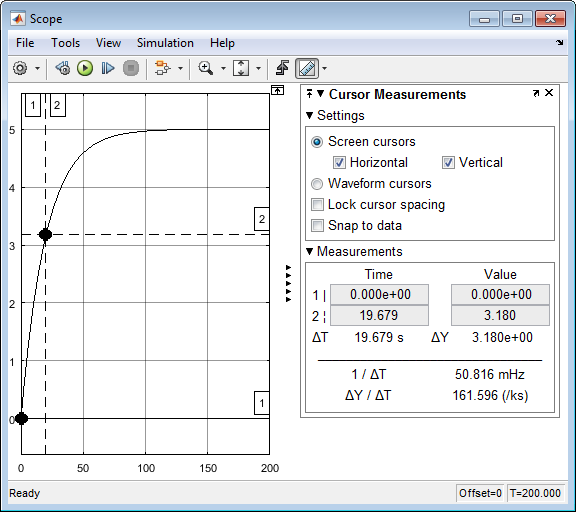 Scope
File Tools View Simulation Help
1 2
5
4
3
2
1
0
2
1
0 50 100 150 200
Cursor Measurements
Settings
Screen cursors
Horizontal Vertical
Waveform cursors
Lock cursor spacing
Snap to data
Measurements
Time Value
1 | 0.000e+00 0.000e+00
2 ¦ 19.679 3.180
ΔT 19.679 s ΔY 3.180e+00
1 / ΔT 50.816 mHz
ΔY / ΔT 161.596 (/ks)
Ready Offset=0 T=200.000